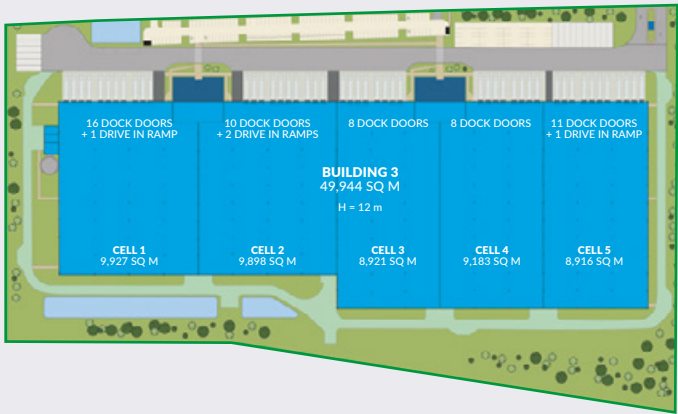 16 DOCK DOORS
+ 1 DRIVE IN RAMP
10 DOCK DOORS
+ 2 DRIVE IN RAMPS
8 DOCK DOORS
8 DOCK DOORS
11 DOCK DOORS
+ 1 DRIVE IN RAMP
BUILDING 3
49,944 SQ M
H = 12 m
CELL 1
9,927 SQ M
CELL 2
9,898 SQ M
CELL 3
8,921 SQ M
CELL 4
9,183 SQ M
CELL 5
8,916 SQ M